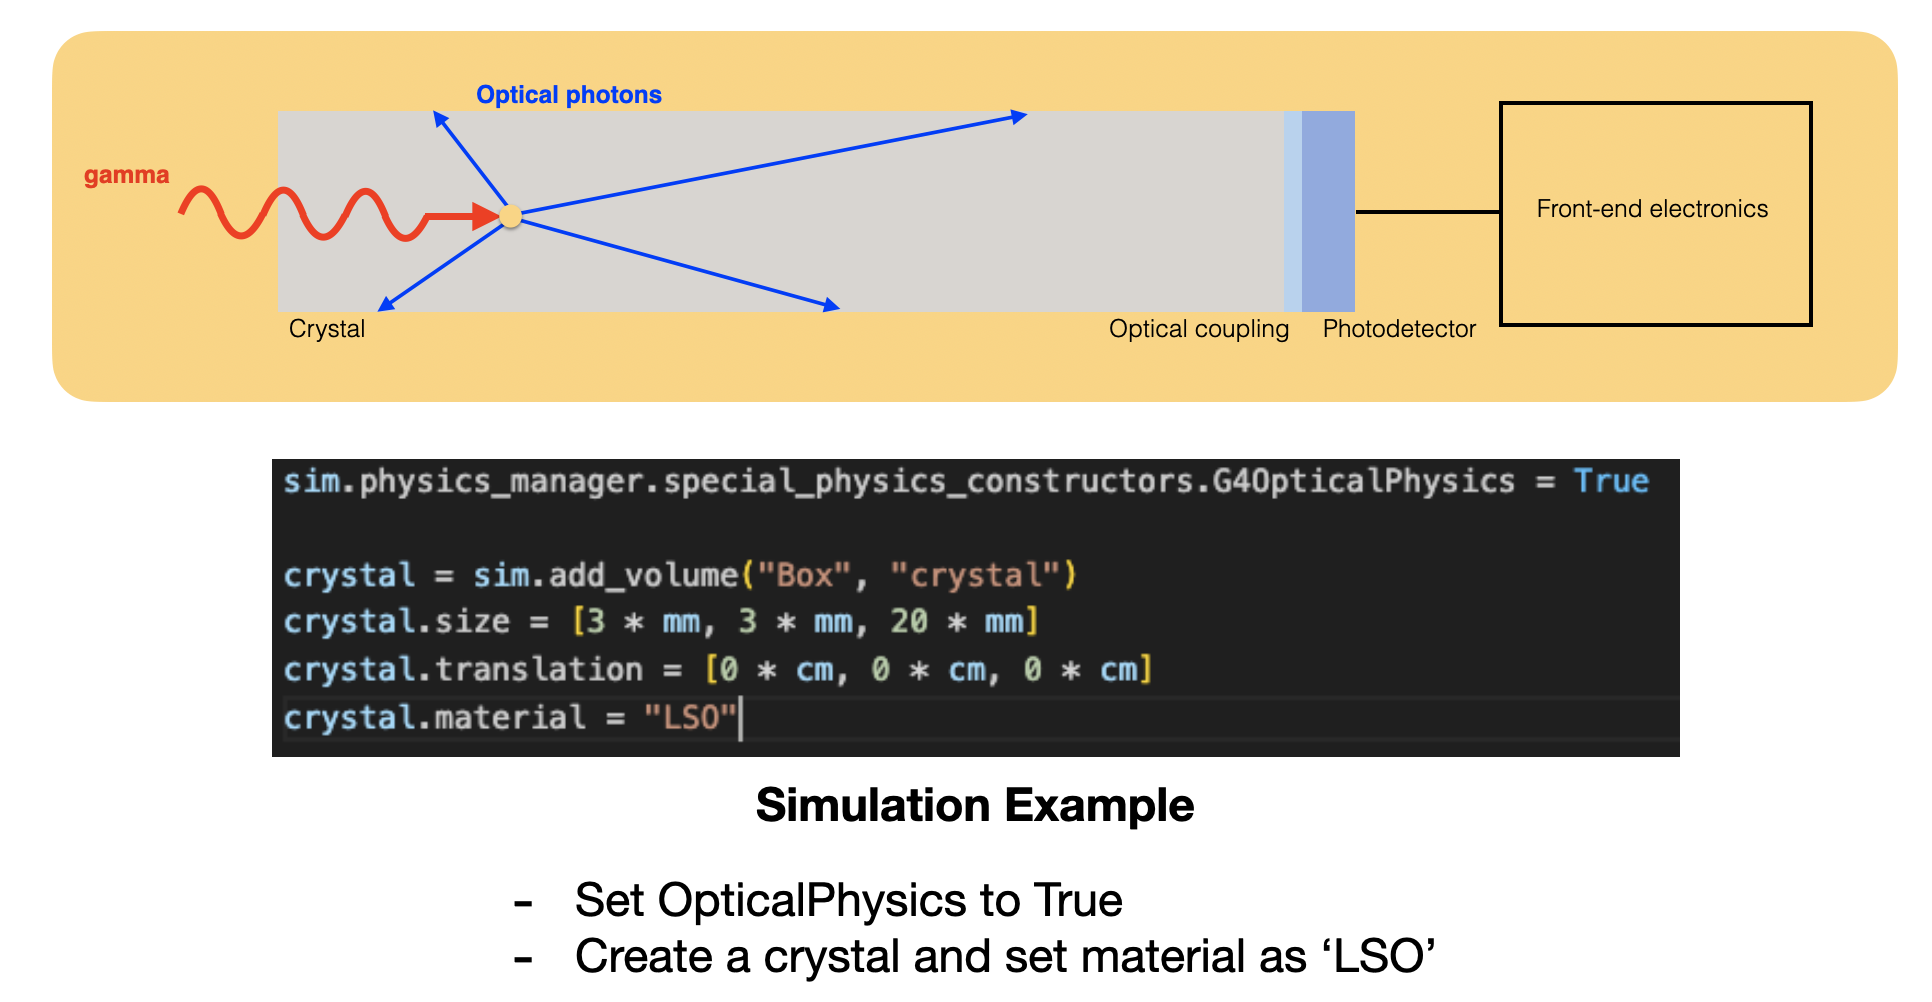 Optical photons
gamma
Front-end electronics
Crystal
Optical coupling
Photodetector
sim.physics_manager.special_physics_constructors.G4OpticalPhysics = True
crystal = sim.add_volume("Box", "crystal")
crystal.size = [3 * mm, 3 * mm, 20 * mm]
crystal.translation = [0 * cm, 0 * cm, 0 * cm]
crystal.material = "LSO"
Simulation Example
- Set OpticalPhysics to True
- Create a crystal and set material as ‘LSO’